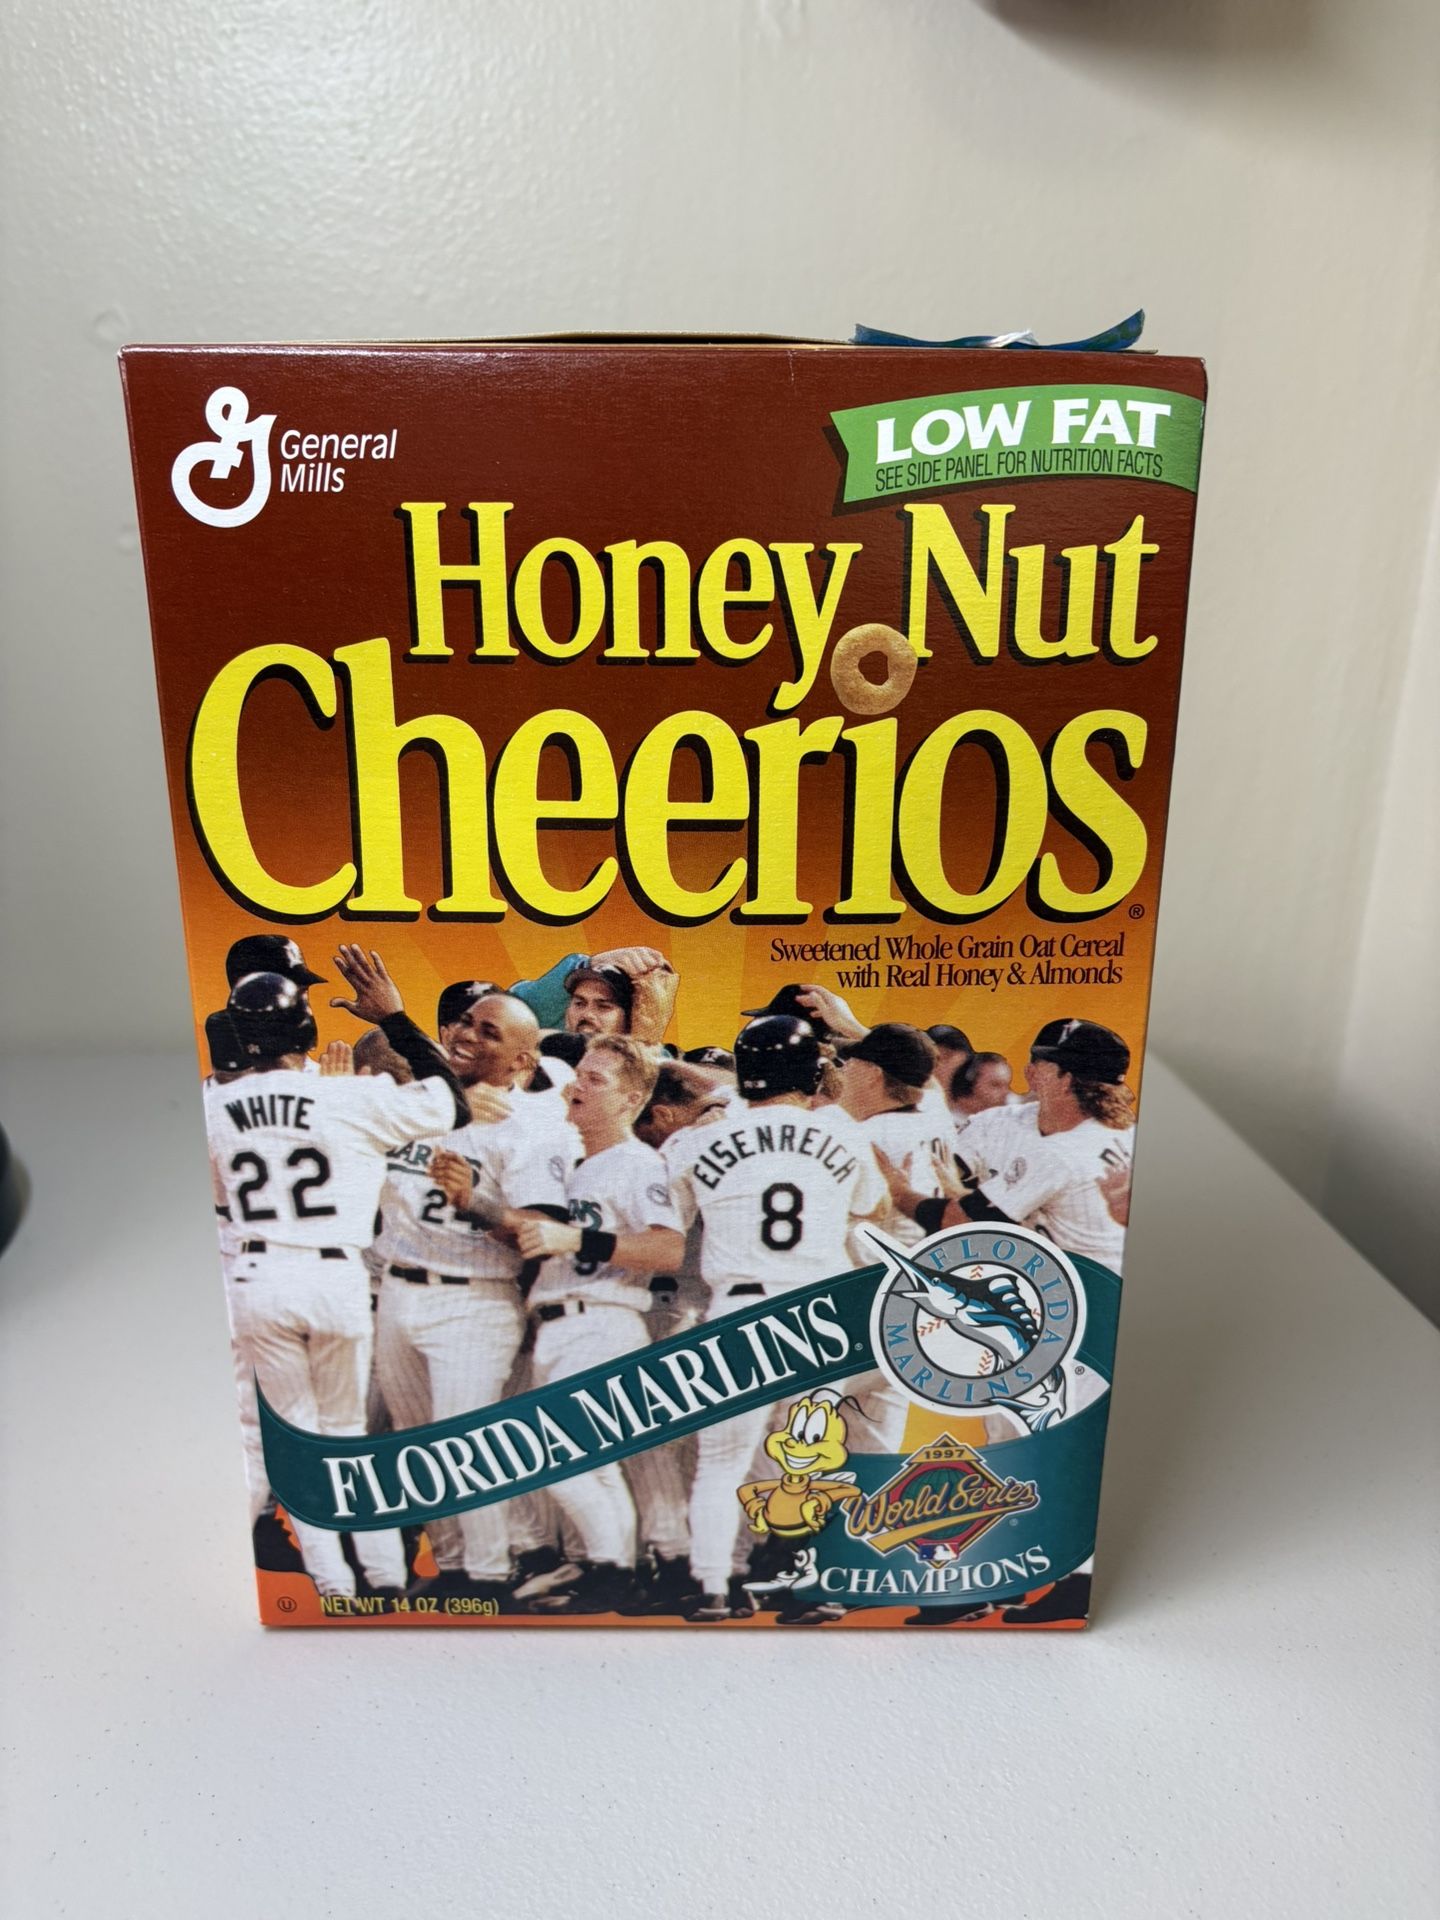 General
Mills
LOW FAT
SEE SIDE PANEL FOR NUTRITION FACTS
Honey Nut
Cheerios®
Sweetened Whole Grain Oat Cereal
with Real Honey & Almonds
WHITE
22
EISENREICH
8
FLORIDA MARLINS®
FLORIDA
MARLINS
®
1997
World Series
®
CHAMPIONS
U
NET WT 14 OZ (396g)